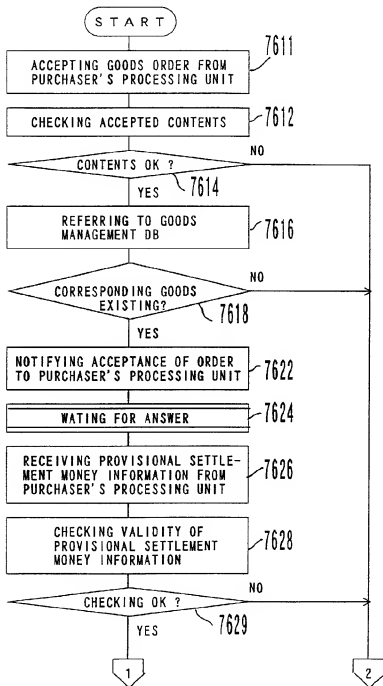 START
ACCEPTING GOODS ORDER FROM
PURCHASER'S PROCESSING UNIT
7611
CHECKING ACCEPTED CONTENTS
7612
CONTENTS OK ?
NO
7614
YES
REFERRING TO GOODS
MANAGEMENT DB
7616
CORRESPONDING GOODS
EXISTING?
NO
7618
YES
NOTIFYING ACCEPTANCE OF ORDER
TO PURCHASER'S PROCESSING UNIT
7622
WATING FOR ANSWER
7624
RECEIVING PROVISIONAL SETTLE-
MENT MONEY INFORMATION FROM
PURCHASER'S PROCESSING UNIT
7626
CHECKING VALIDITY OF
PROVISIONAL SETTLEMENT
MONEY INFORMATION
7628
CHECKING OK ?
NO
7629
YES
1
2